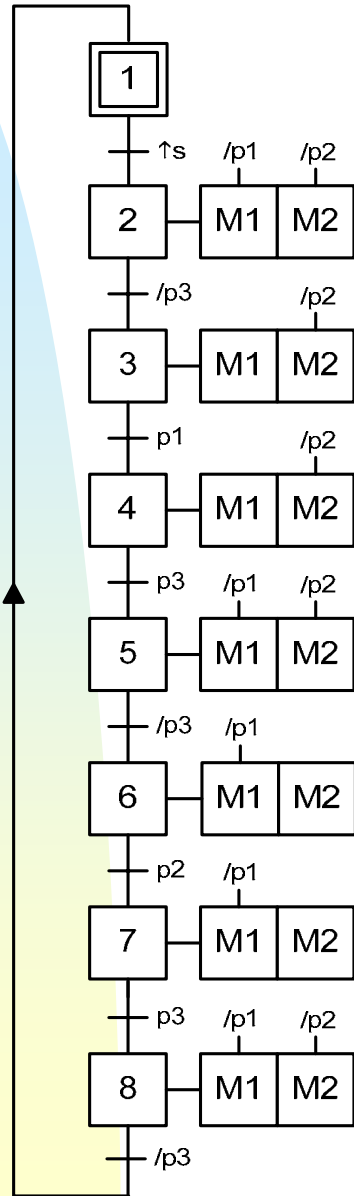 1
↑s
/p1 /p2
2 M1 M2
/p3
/p2
3 M1 M2
p1
/p2
4 M1 M2
p3
/p1 /p2
5 M1 M2
/p3
/p1
6 M1 M2
p2
/p1
7 M1 M2
p3
/p1 /p2
8 M1 M2
/p3